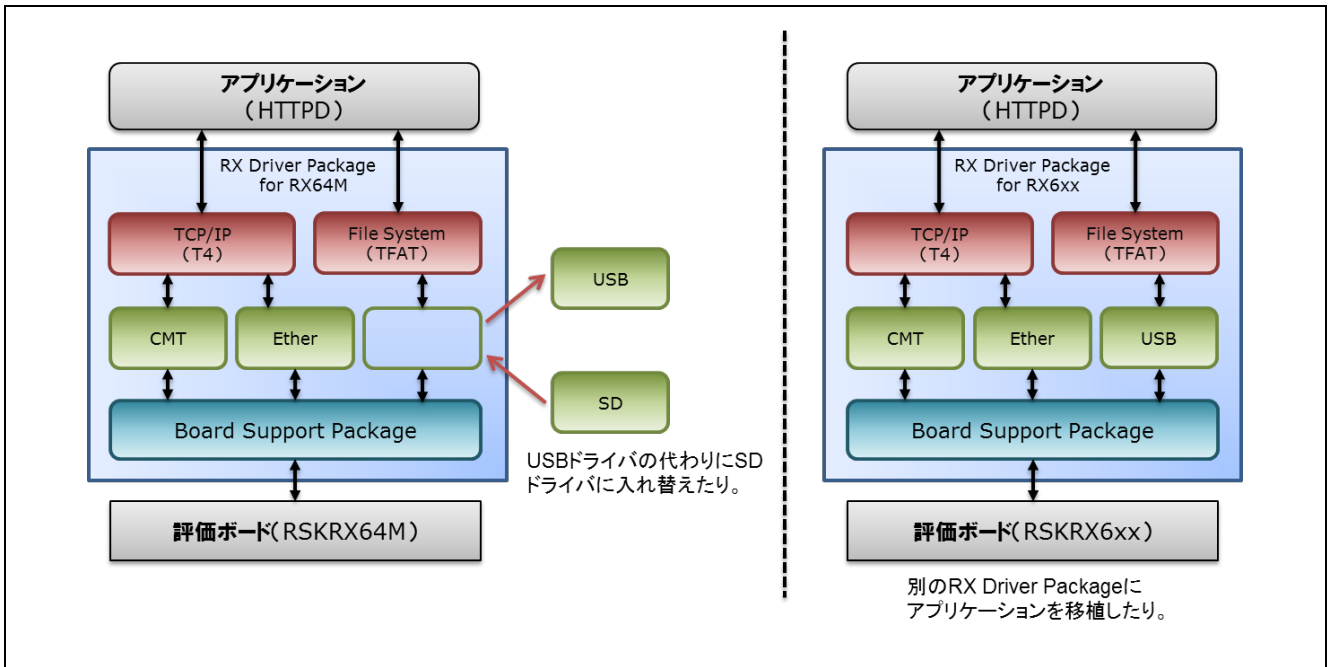 アプリケーション
(HTTPD)
RX Driver Package
for RX64M
TCP/IP
(T4)
File System
(TFAT)
CMT
Ether
USB
SD
Board Support Package
USBドライバの代わりにSD
ドライバに入れ替えたり。
評価ボード(RSKRX64M)
アプリケーション
(HTTPD)
RX Driver Package
for RX6xx
TCP/IP
(T4)
File System
(TFAT)
CMT
Ether
USB
Board Support Package
評価ボード(RSKRX6xx)
別のRX Driver Packageに
アプリケーションを移植したり。